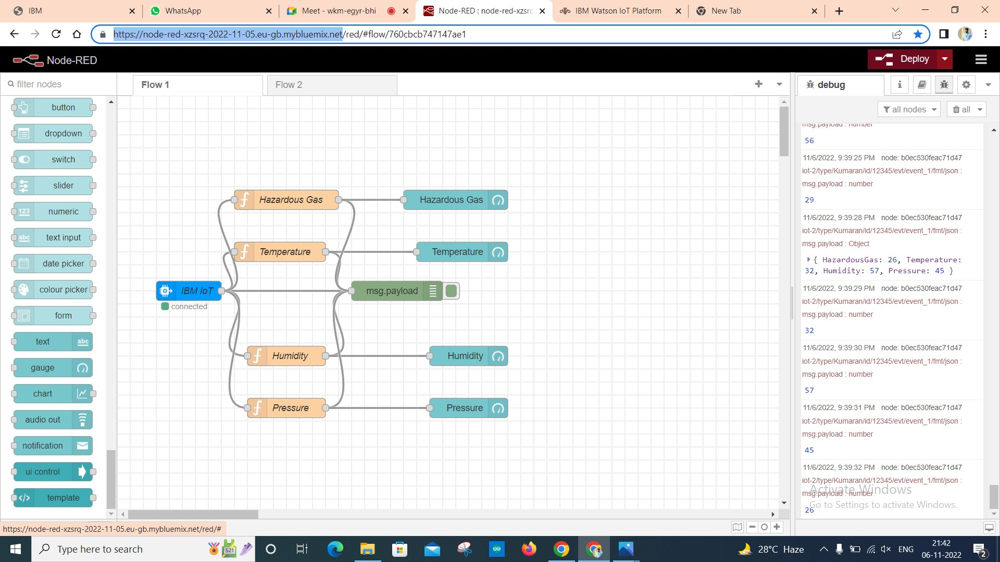 IBM
WhatsApp
Meet - wkm-egyr-bhi
Node-RED : node-red-xzsrq
IBM Watson IoT Platform
New Tab
https://node-red-xzsrq-2022-11-05.eu-gb.mybluemix.net/red/#flow/760cbcb747147ae1
Node-RED
Deploy
filter nodes
Flow 1
Flow 2
debug
i
all nodes
all
button
dropdown
switch
slider
123 numeric
abc text input
date picker
colour picker
form
text abc
gauge
chart
audio out
notification
ui control
</> template
Hazardous Gas
Hazardous Gas
Temperature
Temperature
IBM IoT
connected
msg.payload
Humidity
Humidity
Pressure
Pressure
msg.payload : number
56
11/6/2022, 9:39:25 PM node: b0ec530feac71d47
iot-2/type/Kumaran/id/12345/evt/event_1/fmt/json :
msg.payload : number
29
11/6/2022, 9:39:28 PM node: b0ec530feac71d47
iot-2/type/Kumaran/id/12345/evt/event_1/fmt/json :
msg.payload : Object
{ HazardousGas: 26, Temperature:
32, Humidity: 57, Pressure: 45 }
11/6/2022, 9:39:29 PM node: b0ec530feac71d47
iot-2/type/Kumaran/id/12345/evt/event_1/fmt/json :
msg.payload : number
32
11/6/2022, 9:39:30 PM node: b0ec530feac71d47
iot-2/type/Kumaran/id/12345/evt/event_1/fmt/json :
msg.payload : number
57
11/6/2022, 9:39:31 PM node: b0ec530feac71d47
iot-2/type/Kumaran/id/12345/evt/event_1/fmt/json :
msg.payload : number
45
11/6/2022, 9:39:32 PM node: b0ec530feac71d47
iot-2/type/Kumaran/id/12345/evt/event_1/fmt/json :
msg.payload : number
26
Activate Windows
Go to Settings to activate Windows.
https://node-red-xzsrq-2022-11-05.eu-gb.mybluemix.net/red/#
Type here to search
521
28°C Haze
ENG
21:42
06-11-2022
2